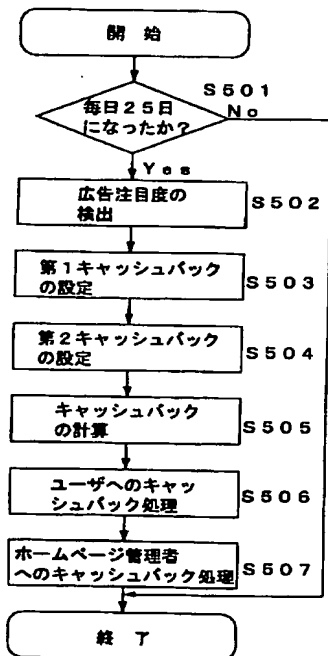 開 始
S501
毎日25日
になったか?
No
Yes
広告注目度の
検出
S502
第1キャッシュバック
の設定
S503
第2キャッシュバック
の設定
S504
キャッシュバック
の計算
S505
ユーザへのキャッ
シュバック処理
S506
ホームページ管理者
へのキャッシュバック処理
S507
終 了